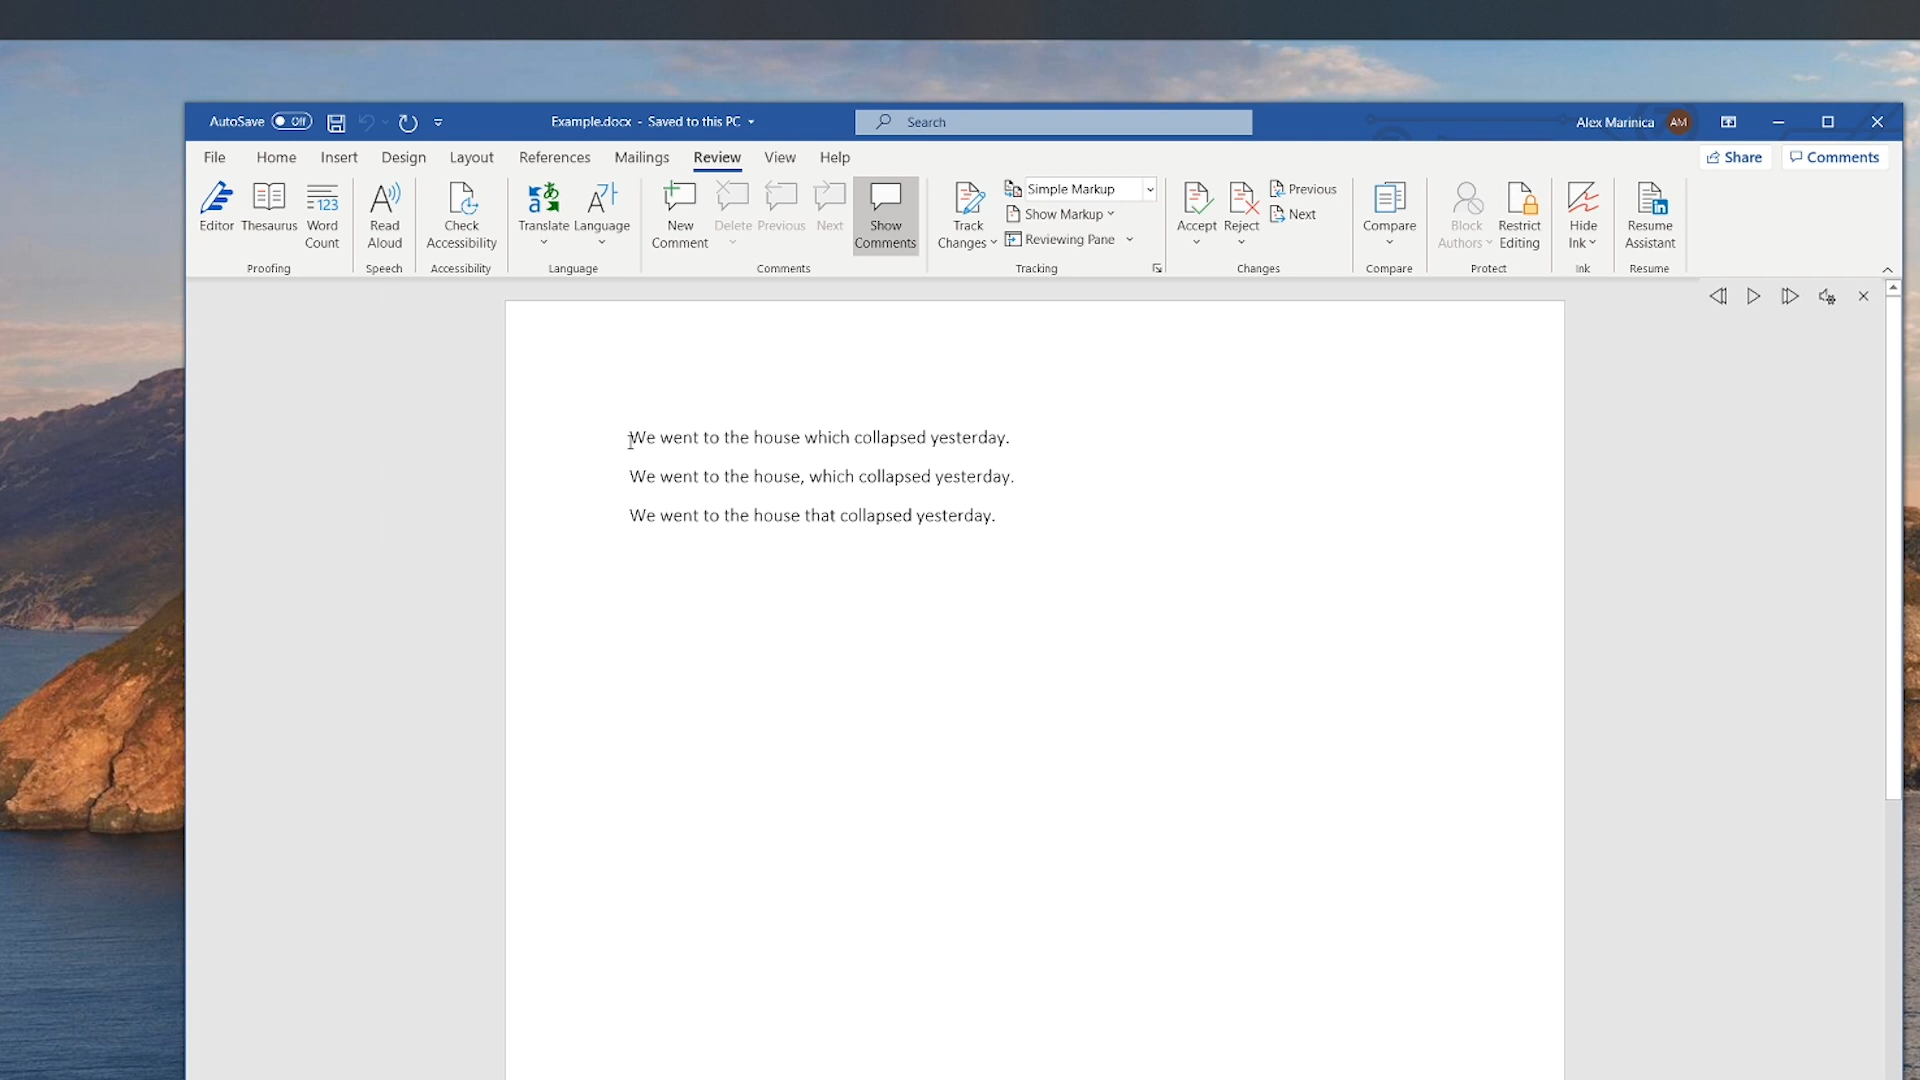 AutoSave Off Example.docx - Saved to this PC Search Alex Marinica AM
File Home Insert Design Layout References Mailings Review View Help Share Comments
Editor Thesaurus Word Count
Proofing
Read Aloud
Speech
Check Accessibility
Accessibility
Translate Language
Language
New Comment Delete Previous Next Show Comments
Comments
Track Changes
Simple Markup
Show Markup
Reviewing Pane
Tracking
Accept Reject
Previous
Next
Changes
Compare
Compare
Block Authors Restrict Editing
Protect
Hide Ink
Ink
Resume Assistant
Resume
We went to the house which collapsed yesterday.
We went to the house, which collapsed yesterday.
We went to the house that collapsed yesterday.